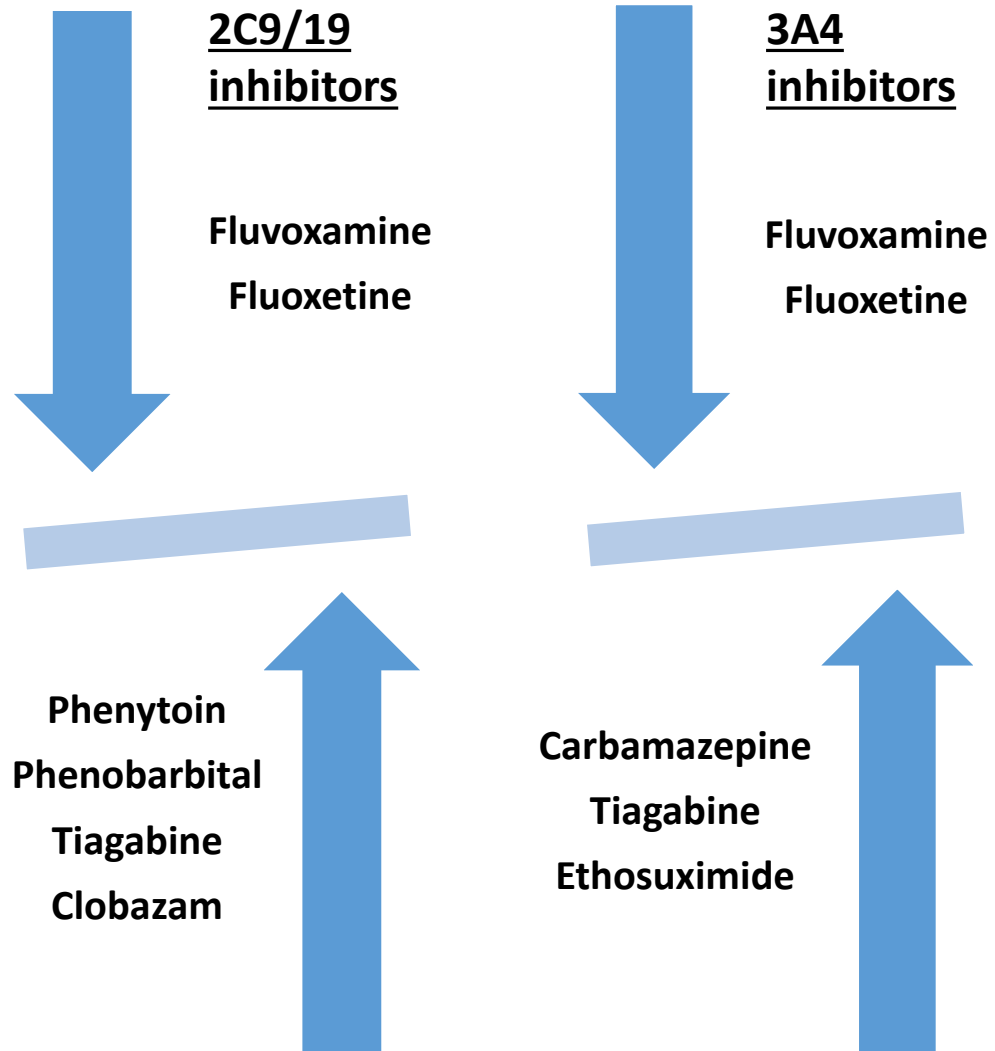 2C9/19
inhibitors
Fluvoxamine
Fluoxetine
Phenytoin
Phenobarbital
Tiagabine
Clobazam
3A4
inhibitors
Fluvoxamine
Fluoxetine
Carbamazepine
Tiagabine
Ethosuximide